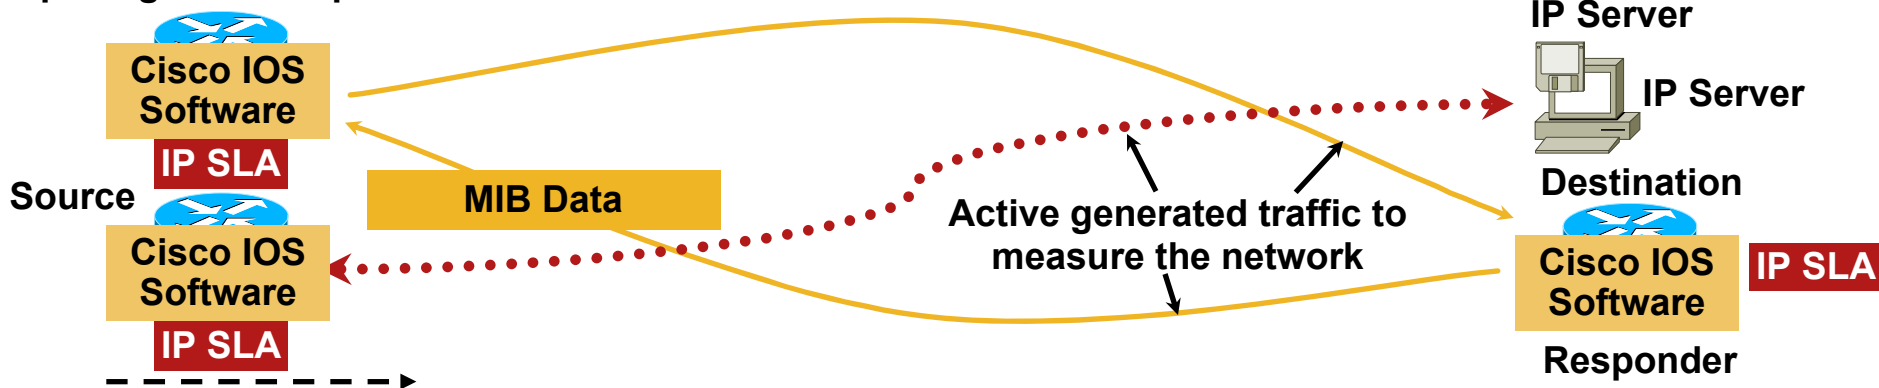 IP Server
Cisco IOS
Software
IP SLA
IP Server
Source
MIB Data
Destination
Active generated traffic to
measure the network
Cisco IOS
Software
IP SLA
Cisco IOS
Software
IP SLA
Responder